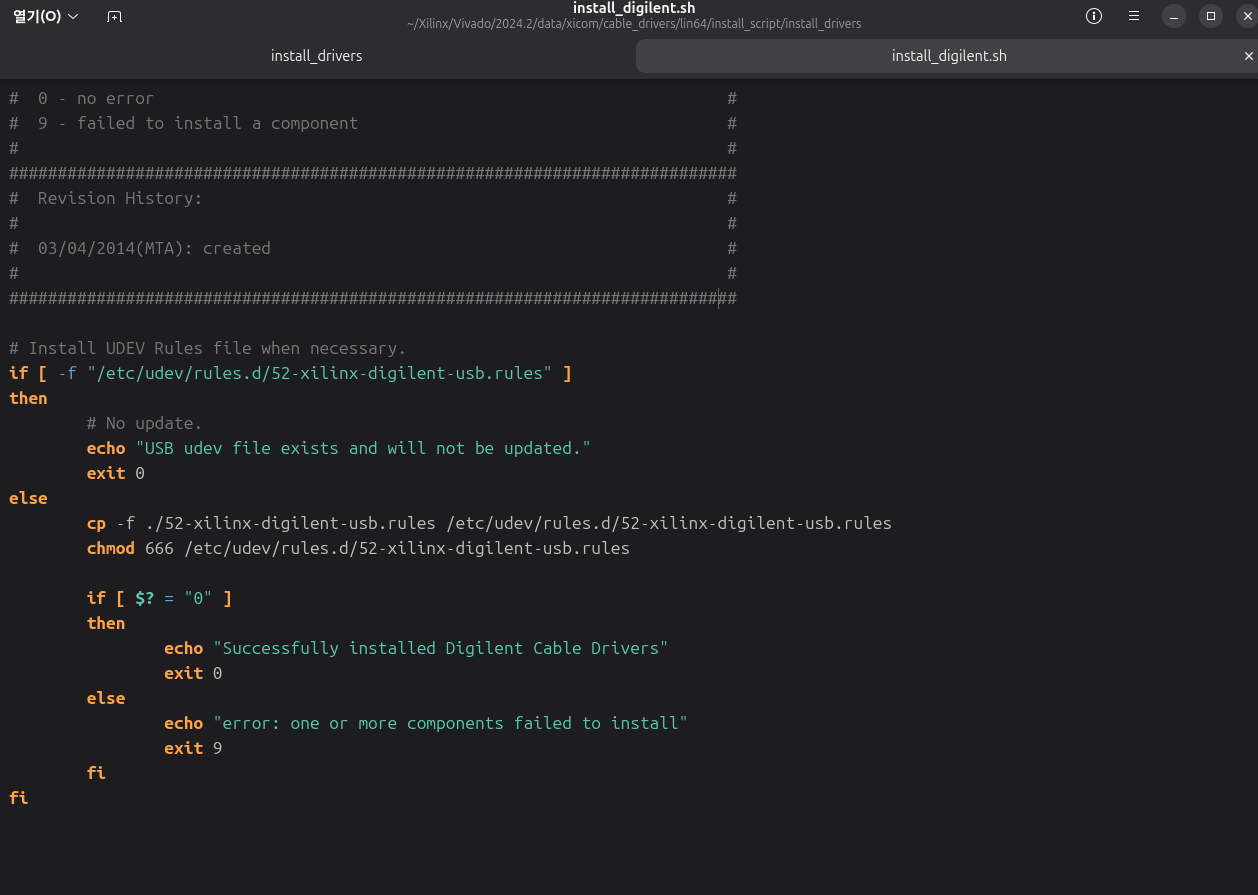 열기(O)
install_digilent.sh
~/Xilinx/Vivado/2024.2/data/xicom/cable_drivers/lin64/install_script/install_drivers
install_drivers
install_digilent.sh
#  0 - no error                                                           #
#  9 - failed to install a component                                      #
#                                                                         #
###########################################################################
#  Revision History:                                                      #
#                                                                         #
#  03/04/2014(MTA): created                                               #
#                                                                         #
###########################################################################
# Install UDEV Rules file when necessary.
if [ -f "/etc/udev/rules.d/52-xilinx-digilent-usb.rules" ]
then
        # No update.
        echo "USB udev file exists and will not be updated."
        exit 0
else
        cp -f ./52-xilinx-digilent-usb.rules /etc/udev/rules.d/52-xilinx-digilent-usb.rules
        chmod 666 /etc/udev/rules.d/52-xilinx-digilent-usb.rules
        if [ $? = "0" ]
        then
                echo "Successfully installed Digilent Cable Drivers"
                exit 0
        else
                echo "error: one or more components failed to install"
                exit 9
        fi
fi